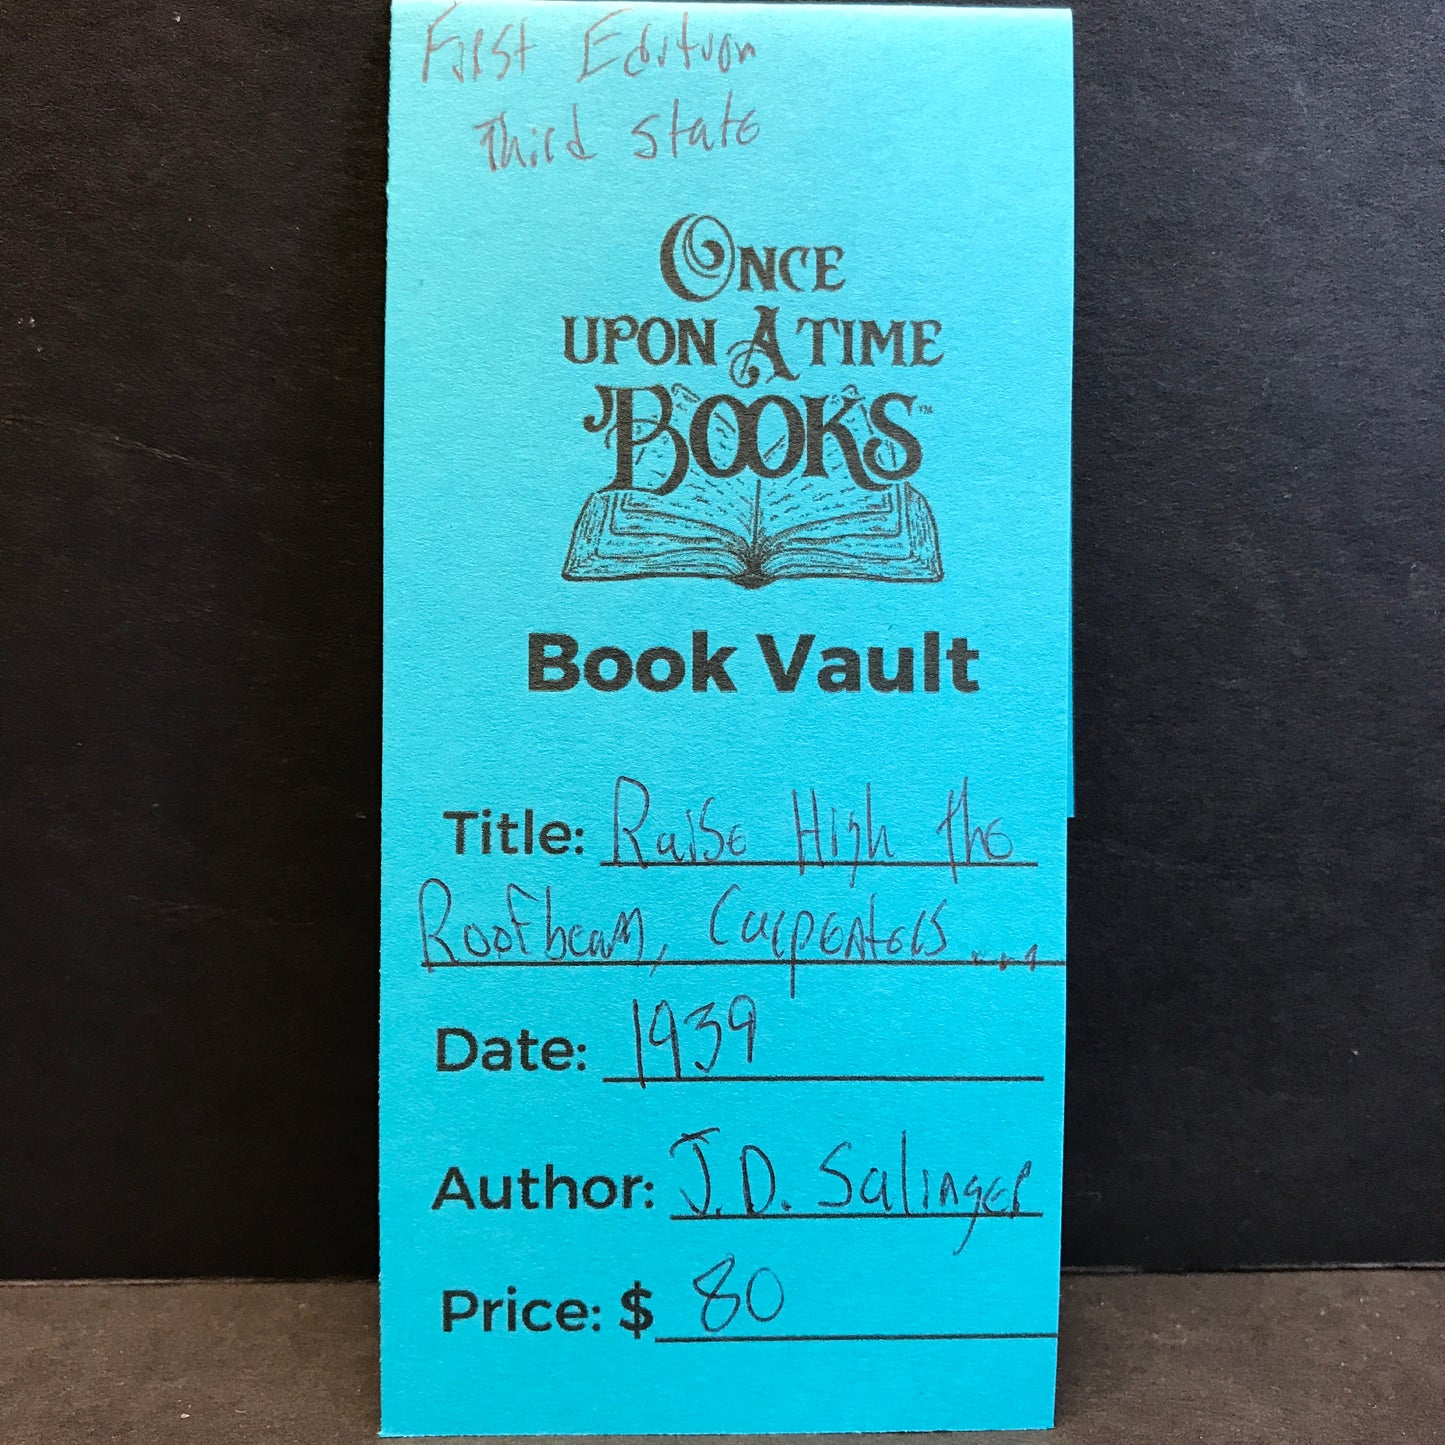 First Edition
Third State
ONCE
UPON A TIME
BOOKS™
Book Vault
Title: Raise High the
Roofbeam, Carpenters....
Date: 1939
Author: J.D. Salinger
Price: $ 80